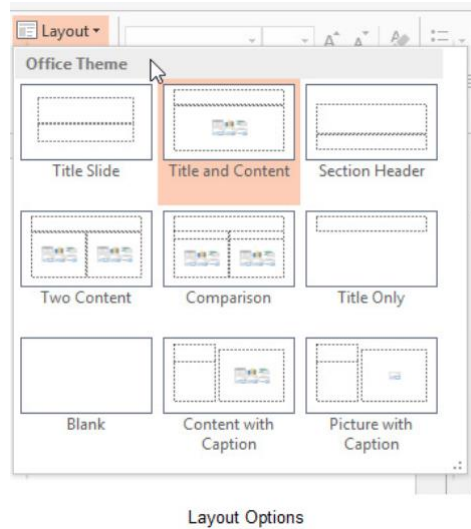 Layout
Office Theme
Title Slide
Title and Content
Section Header
Two Content
Comparison
Title Only
Blank
Content with
Caption
Picture with
Caption
Layout Options